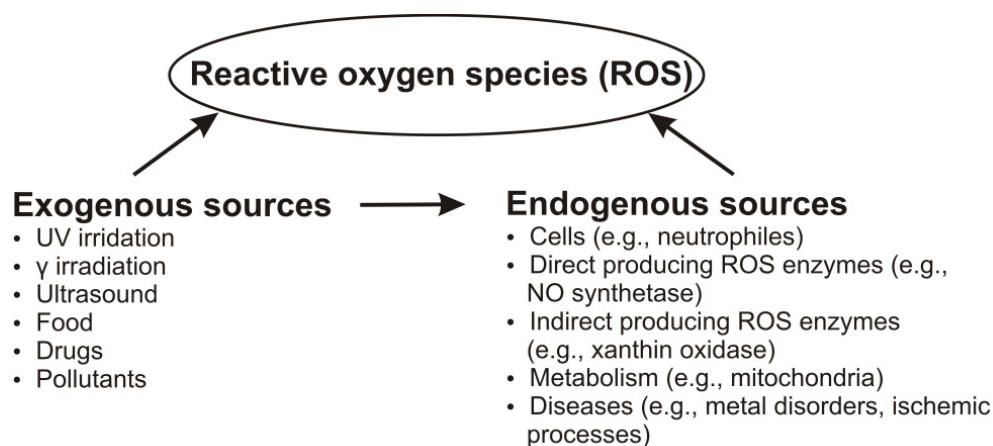 Reactive oxygen species (ROS)
Exogenous sources
• UV irridation
• γ irradiation
• Ultrasound
• Food
• Drugs
• Pollutants
Endogenous sources
• Cells (e.g., neutrophiles)
• Direct producing ROS enzymes (e.g.,
NO synthetase)
• Indirect producing ROS enzymes
(e.g., xanthin oxidase)
• Metabolism (e.g., mitochondria)
• Diseases (e.g., metal disorders, ischemic
processes)